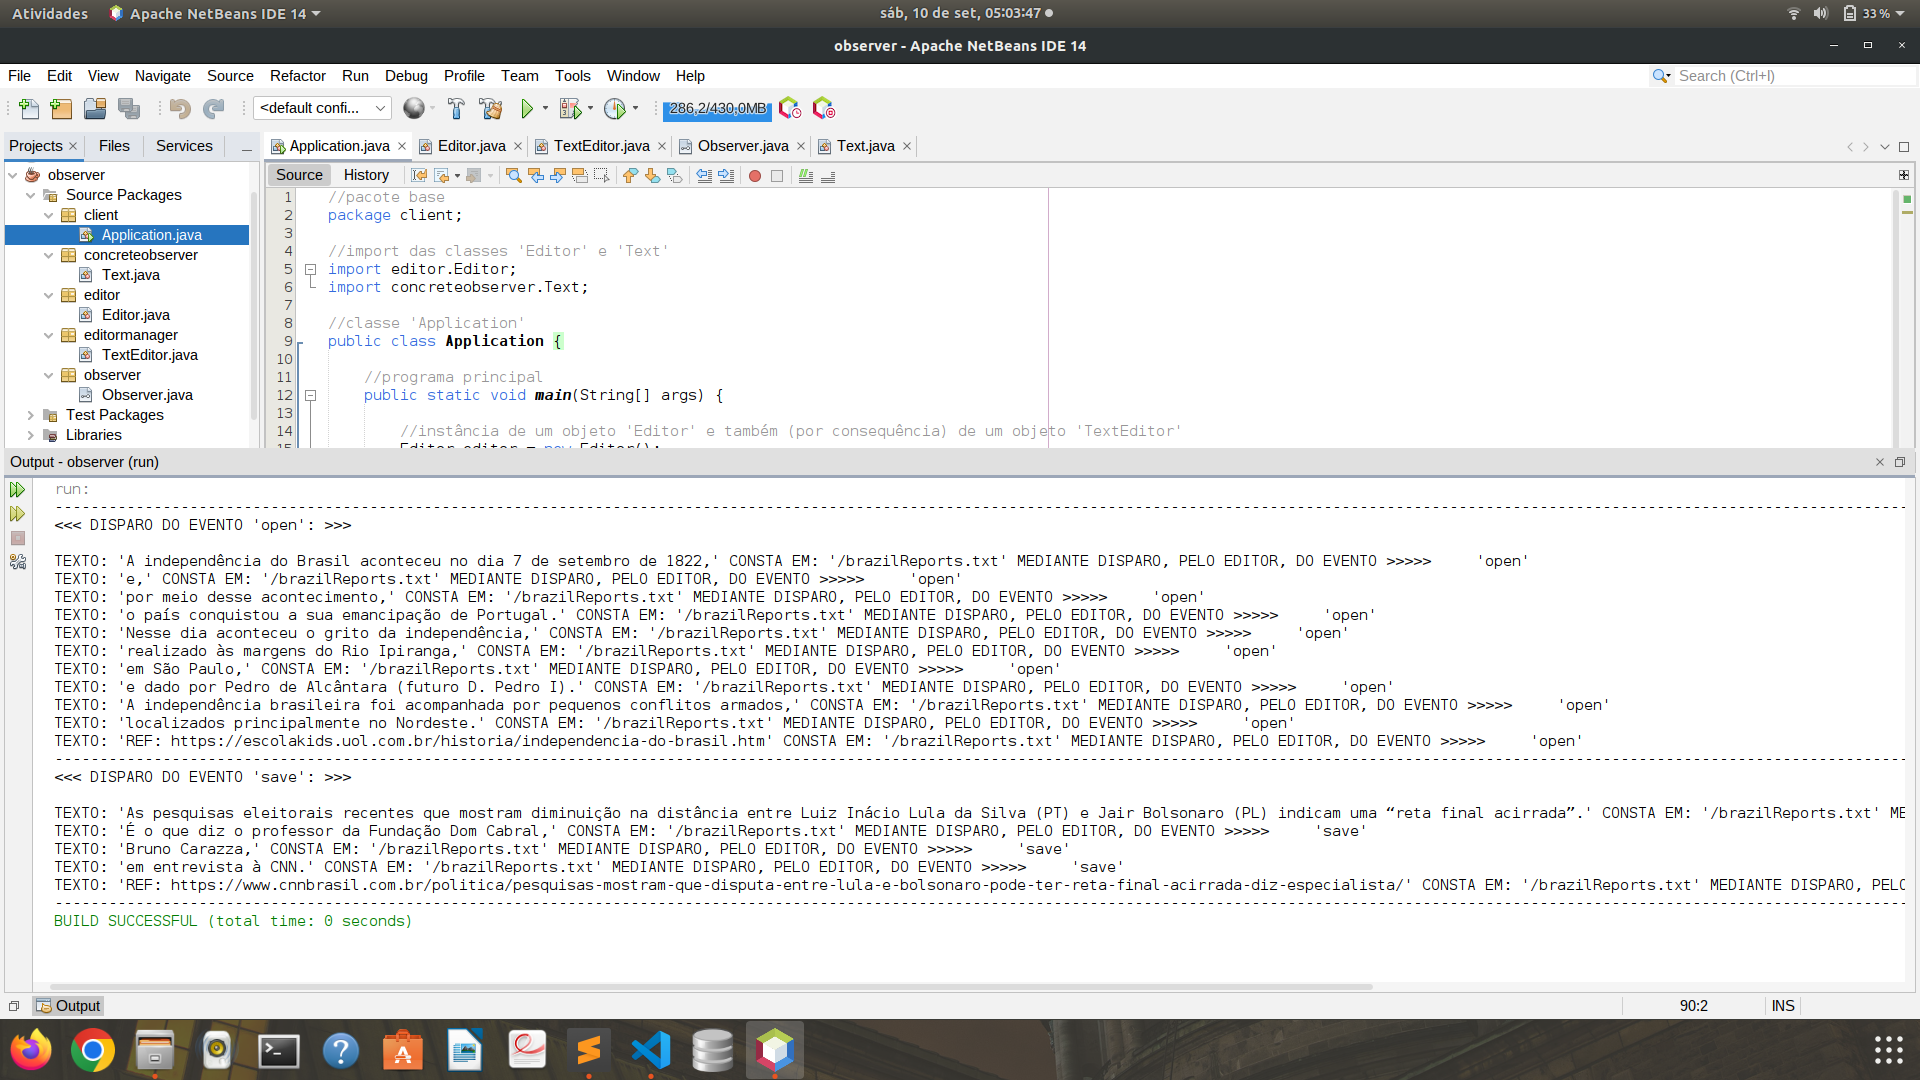 Atividades Apache NetBeans IDE 14 sáb, 10 de set, 05:03:47 33 %
observer - Apache NetBeans IDE 14
File Edit View Navigate Source Refactor Run Debug Profile Team Tools Window Help Search (Ctrl+I)
<default confi... 286,2/430,0MB
Projects Files Services Application.java Editor.java TextEditor.java Observer.java Text.java
Source History
observer
Source Packages
client
Application.java
concreteobserver
Text.java
editor
Editor.java
editormanager
TextEditor.java
observer
Observer.java
Test Packages
Libraries
1 //pacote base
2 package client;
3
4 //import das classes 'Editor' e 'Text'
5 import editor.Editor;
6 import concreteobserver.Text;
7
8 //classe 'Application'
9 public class Application {
10
11 //programa principal
12 public static void main(String[] args) {
13
14 //instância de um objeto 'Editor' e também (por consequência) de um objeto 'TextEditor'
15 Editor editor = new Editor();
Output - observer (run)
run:
<<< DISPARO DO EVENTO 'open': >>>
TEXTO: 'A independência do Brasil aconteceu no dia 7 de setembro de 1822,' CONSTA EM: '/brazilReports.txt' MEDIANTE DISPARO, PELO EDITOR, DO EVENTO >>>>> 'open'
TEXTO: 'e,' CONSTA EM: '/brazilReports.txt' MEDIANTE DISPARO, PELO EDITOR, DO EVENTO >>>>> 'open'
TEXTO: 'por meio desse acontecimento,' CONSTA EM: '/brazilReports.txt' MEDIANTE DISPARO, PELO EDITOR, DO EVENTO >>>>> 'open'
TEXTO: 'o país conquistou a sua emancipação de Portugal.' CONSTA EM: '/brazilReports.txt' MEDIANTE DISPARO, PELO EDITOR, DO EVENTO >>>>> 'open'
TEXTO: 'Nesse dia aconteceu o grito da independência,' CONSTA EM: '/brazilReports.txt' MEDIANTE DISPARO, PELO EDITOR, DO EVENTO >>>>> 'open'
TEXTO: 'realizado às margens do Rio Ipiranga,' CONSTA EM: '/brazilReports.txt' MEDIANTE DISPARO, PELO EDITOR, DO EVENTO >>>>> 'open'
TEXTO: 'em São Paulo,' CONSTA EM: '/brazilReports.txt' MEDIANTE DISPARO, PELO EDITOR, DO EVENTO >>>>> 'open'
TEXTO: 'e dado por Pedro de Alcântara (futuro D. Pedro I).' CONSTA EM: '/brazilReports.txt' MEDIANTE DISPARO, PELO EDITOR, DO EVENTO >>>>> 'open'
TEXTO: 'A independência brasileira foi acompanhada por pequenos conflitos armados,' CONSTA EM: '/brazilReports.txt' MEDIANTE DISPARO, PELO EDITOR, DO EVENTO >>>>> 'open'
TEXTO: 'localizados principalmente no Nordeste.' CONSTA EM: '/brazilReports.txt' MEDIANTE DISPARO, PELO EDITOR, DO EVENTO >>>>> 'open'
TEXTO: 'REF: https://escolakids.uol.com.br/historia/independencia-do-brasil.htm' CONSTA EM: '/brazilReports.txt' MEDIANTE DISPARO, PELO EDITOR, DO EVENTO >>>>> 'open'
<<< DISPARO DO EVENTO 'save': >>>
TEXTO: 'As pesquisas eleitorais recentes que mostram diminuição na distância entre Luiz Inácio Lula da Silva (PT) e Jair Bolsonaro (PL) indicam uma “reta final acirrada”.' CONSTA EM: '/brazilReports.txt' ME
TEXTO: 'É o que diz o professor da Fundação Dom Cabral,' CONSTA EM: '/brazilReports.txt' MEDIANTE DISPARO, PELO EDITOR, DO EVENTO >>>>> 'save'
TEXTO: 'Bruno Carazza,' CONSTA EM: '/brazilReports.txt' MEDIANTE DISPARO, PELO EDITOR, DO EVENTO >>>>> 'save'
TEXTO: 'em entrevista à CNN.' CONSTA EM: '/brazilReports.txt' MEDIANTE DISPARO, PELO EDITOR, DO EVENTO >>>>> 'save'
TEXTO: 'REF: https://www.cnnbrasil.com.br/politica/pesquisas-mostram-que-disputa-entre-lula-e-bolsonaro-pode-ter-reta-final-acirrada-diz-especialista/' CONSTA EM: '/brazilReports.txt' MEDIANTE DISPARO, PELO
BUILD SUCCESSFUL (total time: 0 seconds)
Output 90:2 INS